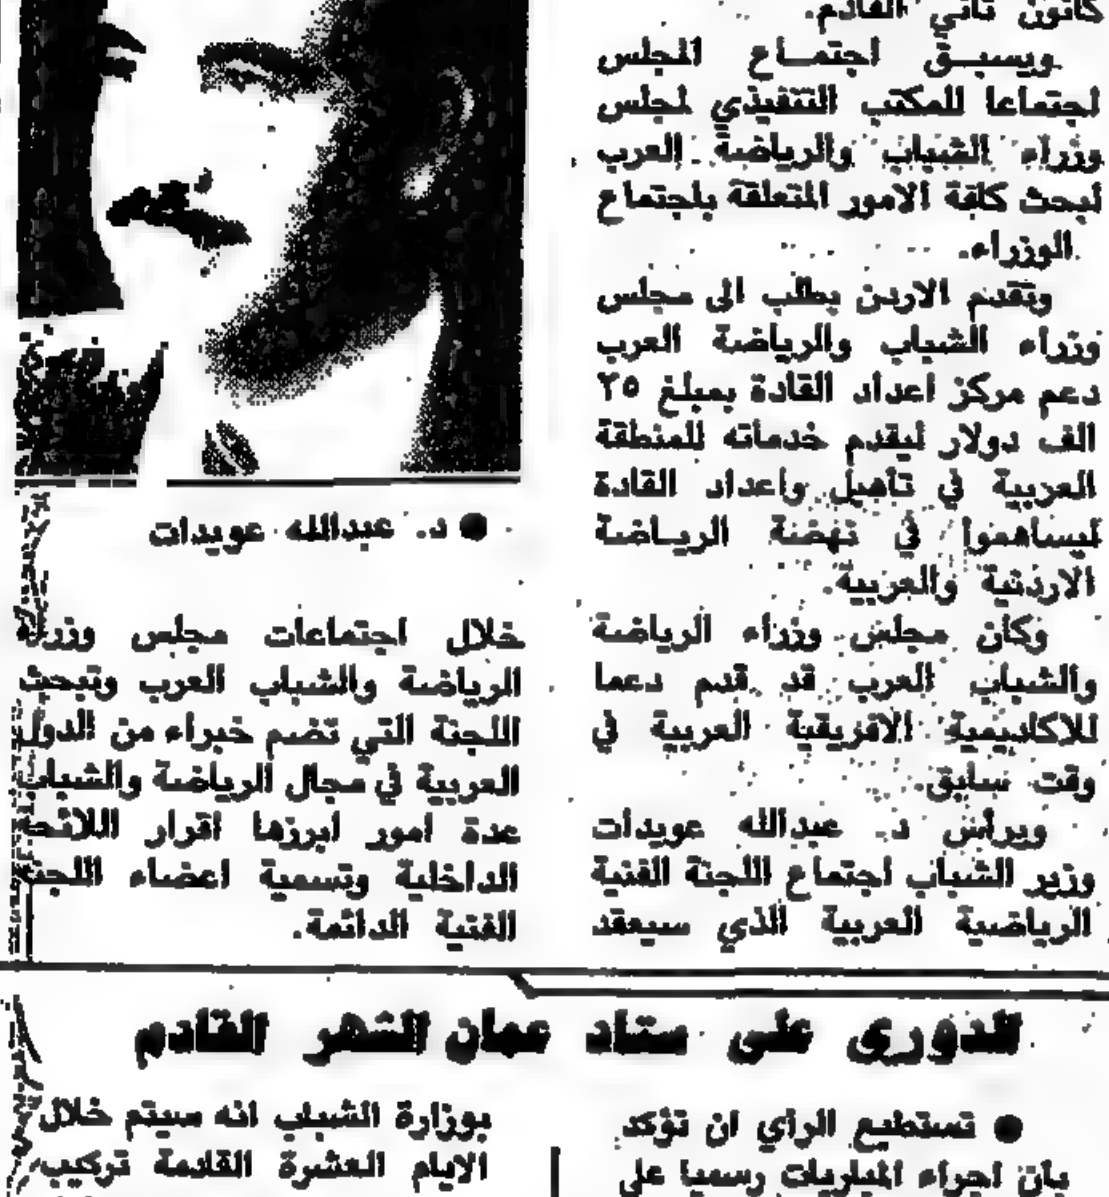 كانون ثاني القادم.
ويسبق اجتماع المجلس
اجتماعا للمكتب التنفيذي لمجلس
وزراء الشباب والرياضة العرب
لبحث كافة الامور المتعلقة باجتماع
الوزراء.
وتقدم الاردن بطلب الى مجلس
وزراء الشباب والرياضة العرب
دعم مركز اعداد القادة بمبلغ ٢٥
الف دولار ليقدم خدماته للمنطقة
العربية في تأهيل واعداد القادة
ليساهموا في نهضة الرياضة
الاردنية والعربية.
وكان مجلس وزراء الرياضة
والشباب العرب قد قدم دعما
للاكاديمية الافريقية العربية في
وقت سابق.
ويرأس د. عبدالله عويدات
وزير الشباب اجتماع اللجنة الفنية
الرياضية العربية الذي سيعقد
● د. عبدالله عويدات
خلال اجتماعات مجلس وزراء
الرياضة والشباب العرب وتبحث
اللجنة التي تضم خبراء من الدول
العربية في مجال الرياضة والشباب
عدة امور ابرزها اقرار اللائحة
الداخلية وتسمية اعضاء اللجنة
الفنية الدائمة.
الدورى على ستاد عمان الشهر القادم
● تستطيع الرأي ان تؤكد
بان اجراء المباريات رسميا على
بوزارة الشباب انه سيتم خلال
الايام العشرة القادمة تركيب